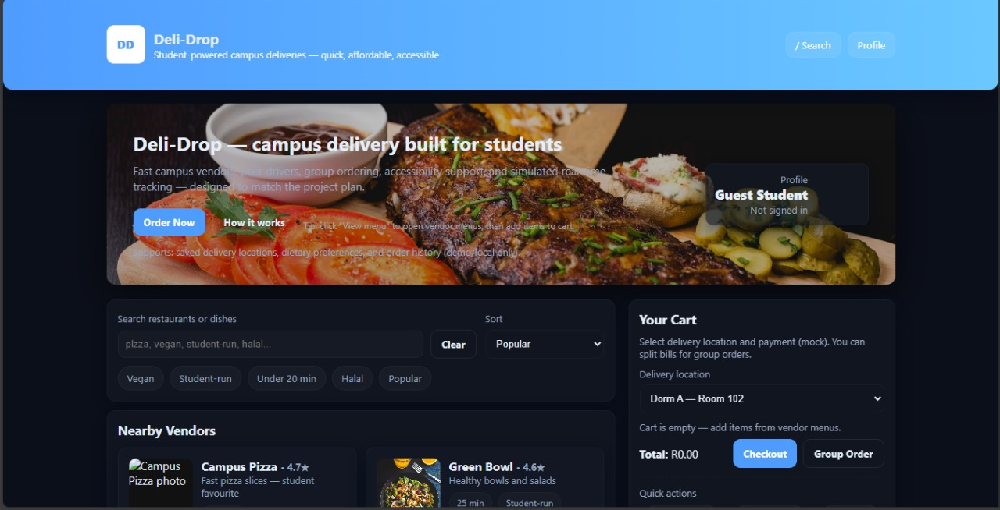 DD
Deli-Drop
Student-powered campus deliveries — quick, affordable, accessible
/ Search
Profile
Deli-Drop — campus delivery built for students
Fast campus vendors, peer drivers, group ordering, accessibility support and simulated real-time
tracking — designed to match the project plan.
Order Now
How it works
Tip: click "View menu" to open vendor menus, then add items to cart.
Supports: saved delivery locations, dietary preferences, and order history (demo/local only).
Profile
Guest Student
Not signed in
Search restaurants or dishes
pizza, vegan, student-run, halal...
Clear
Sort
Popular
Vegan
Student-run
Under 20 min
Halal
Popular
Nearby Vendors
Campus Pizza photo
Campus Pizza • 4.7★
Fast pizza slices — student
favourite
Green Bowl • 4.6★
Healthy bowls and salads
25 min
Student-run
Your Cart
Select delivery location and payment (mock). You can
split bills for group orders.
Delivery location
Dorm A — Room 102
Cart is empty — add items from vendor menus.
Total: R0.00
Checkout
Group Order
Quick actions